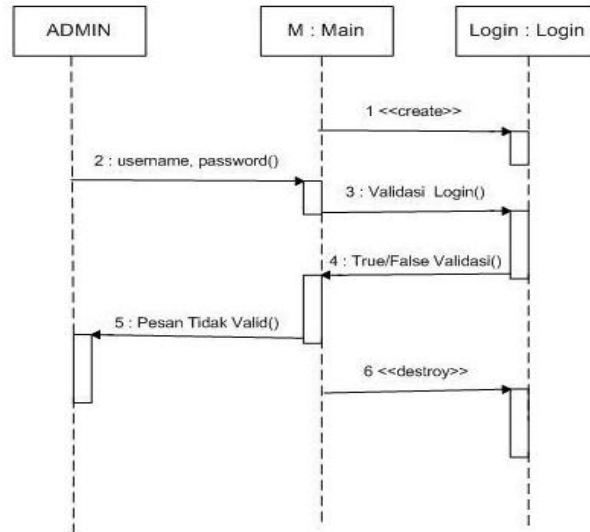 ADMIN
M : Main
Login : Login
1 <<create>>
2 : username, password()
3 : Validasi Login()
4 : True/False Validasi()
5 : Pesan Tidak Valid()
6 <<destroy>>